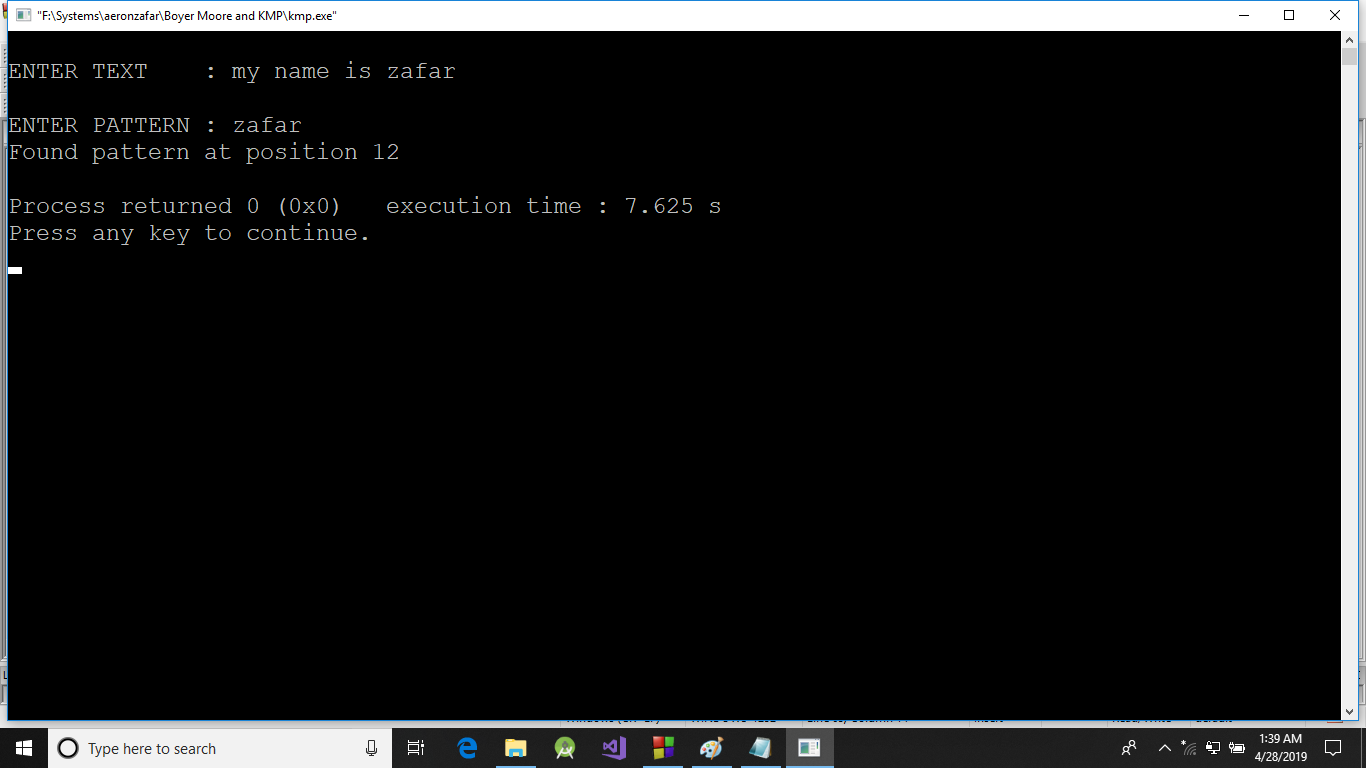 "F:\Systems\aeronzafar\Boyer Moore and KMP\kmp.exe"
ENTER TEXT    : my name is zafar
ENTER PATTERN : zafar
Found pattern at position 12
Process returned 0 (0x0)   execution time : 7.625 s
Press any key to continue.
Type here to search
1:39 AM
4/28/2019